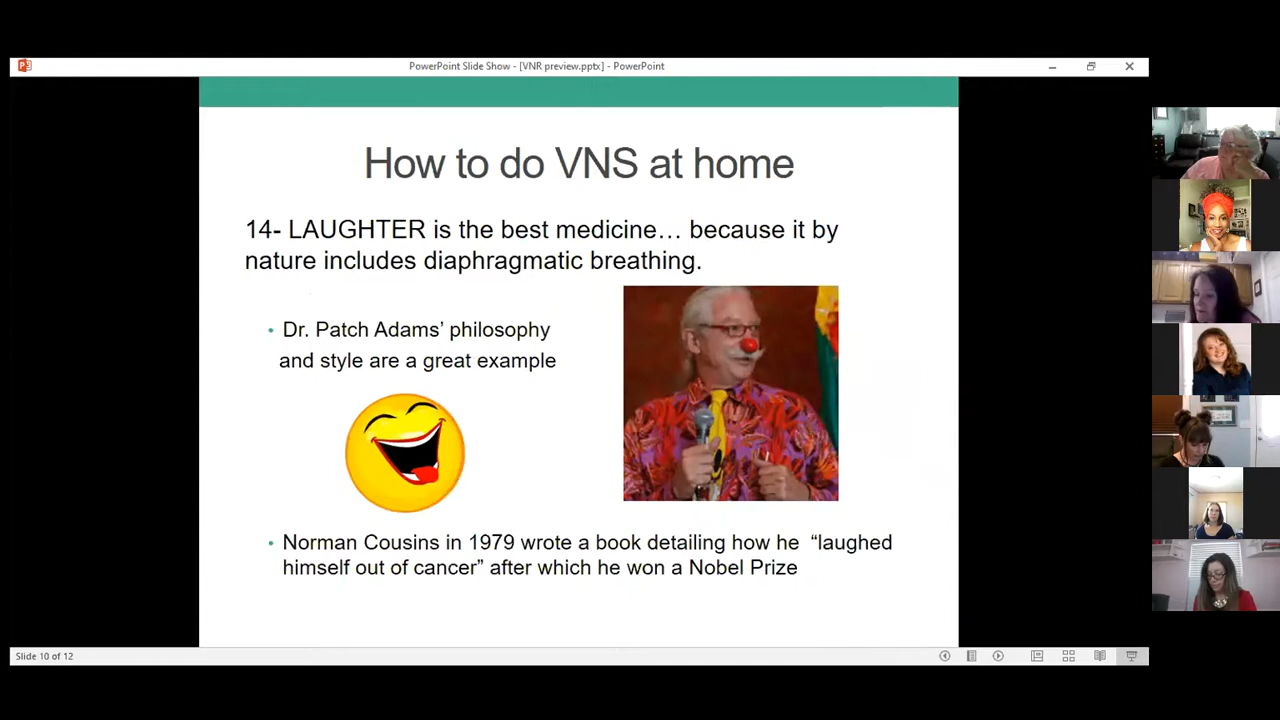 PowerPoint Slide Show - [VNR preview.pptx] - PowerPoint
How to do VNS at home
14- LAUGHTER is the best medicine… because it by
nature includes diaphragmatic breathing.
• Dr. Patch Adams’ philosophy
and style are a great example
• Norman Cousins in 1979 wrote a book detailing how he “laughed
himself out of cancer” after which he won a Nobel Prize
Slide 10 of 12